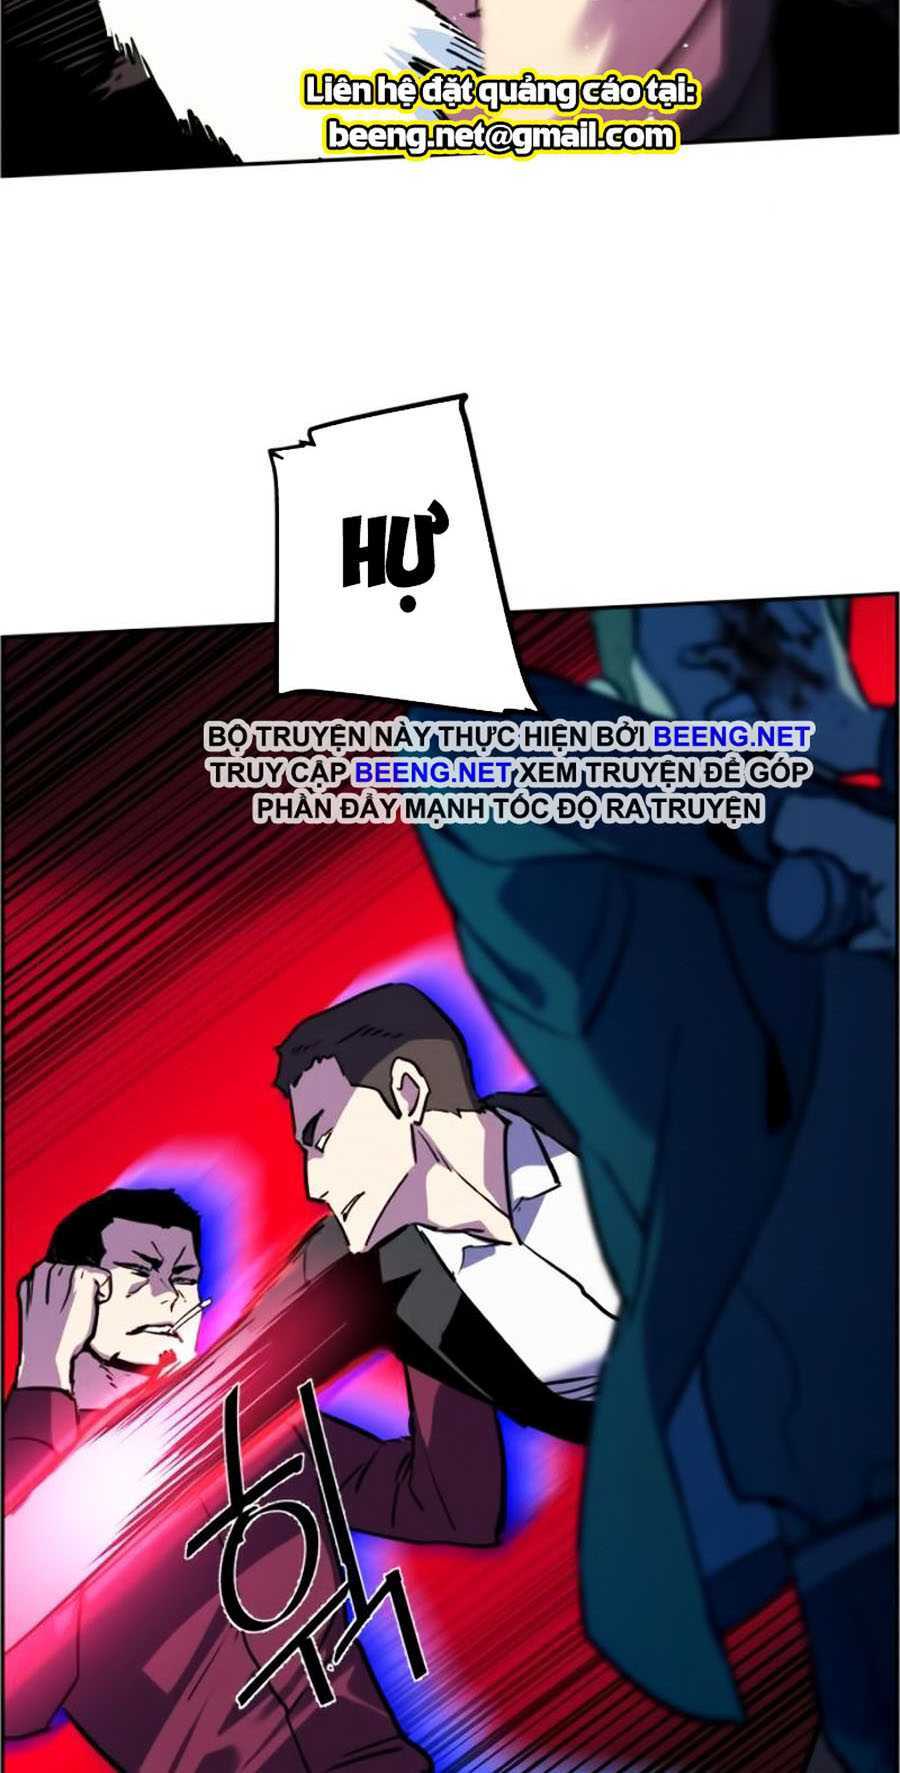 Liên hệ đặt quảng cáo tại:
beeng.net@gmail.com
HỰ
BỘ TRUYỆN NÀY THỰC HIỆN BỞI BEENG.NET
TRUY CẬP BEENG.NET XEM TRUYỆN ĐỂ GÓP
PHẦN ĐẨY MẠNH TỐC ĐỘ RA TRUYỆN
휙